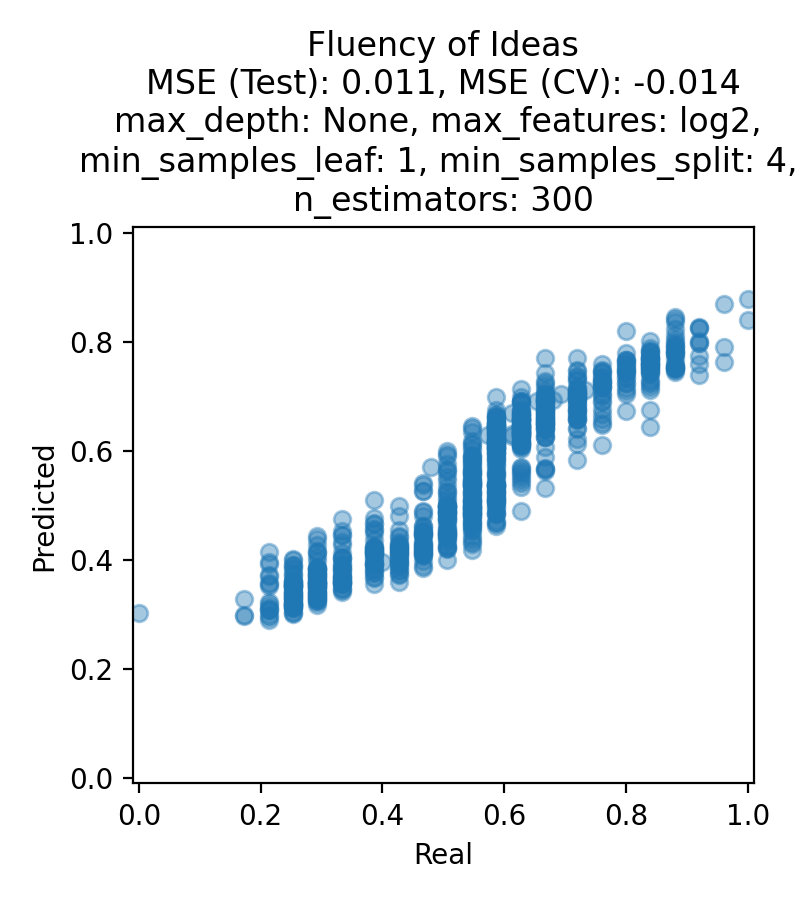 Fluency of Ideas
MSE (Test): 0.011, MSE (CV): -0.014
max_depth: None, max_features: log2,
min_samples_leaf: 1, min_samples_split: 4,
n_estimators: 300
1.0
0.8
0.6
0.4
0.2
0.0
Predicted
0.0 0.2 0.4 0.6 0.8 1.0
Real